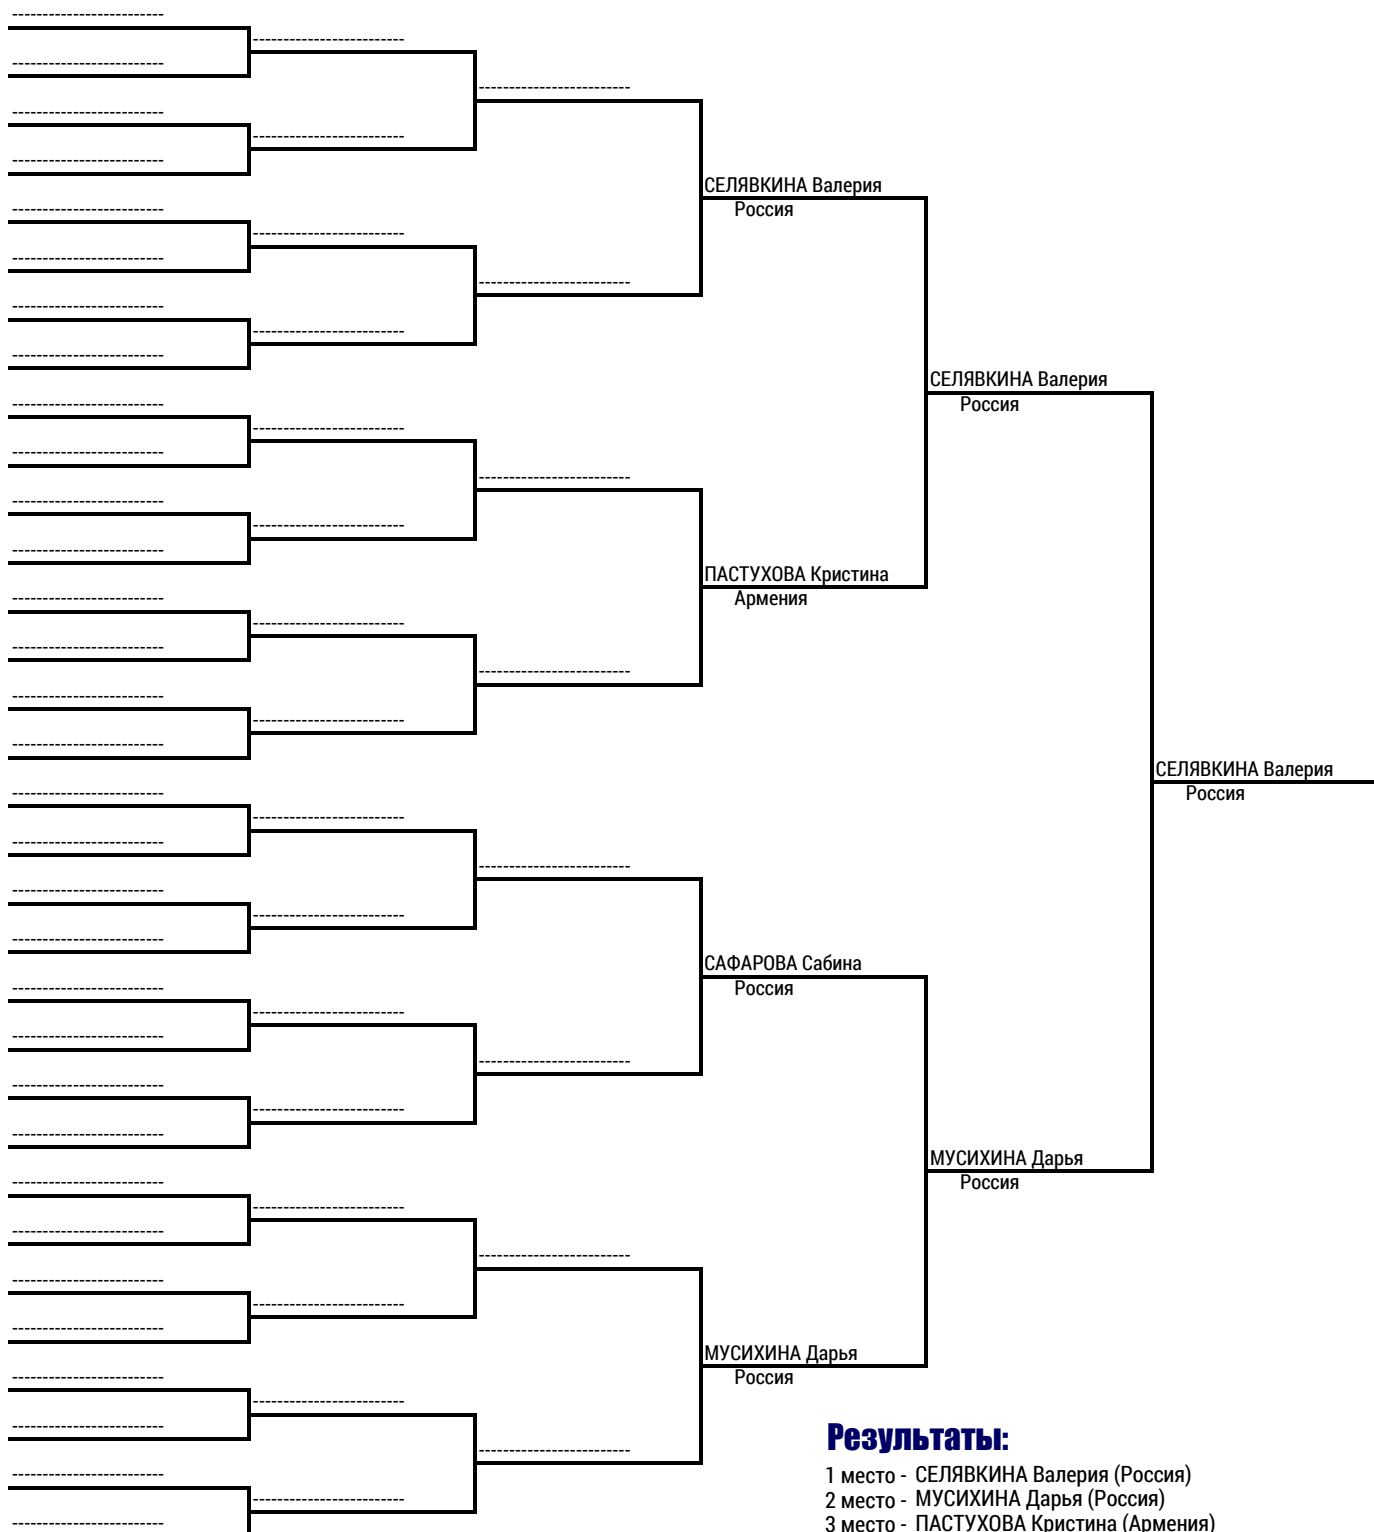 СЕЛЯВКИНА Валерия
Россия
СЕЛЯВКИНА Валерия
Россия
ПАСТУХОВА Кристина
Армения
СЕЛЯВКИНА Валерия
Россия
САФАРОВА Сабина
Россия
МУСИХИНА Дарья
Россия
МУСИХИНА Дарья
Россия
Результаты:
1 место - СЕЛЯВКИНА Валерия (Россия)
2 место - МУСИХИНА Дарья (Россия)
3 место - ПАСТУХОВА Кристина (Армения)